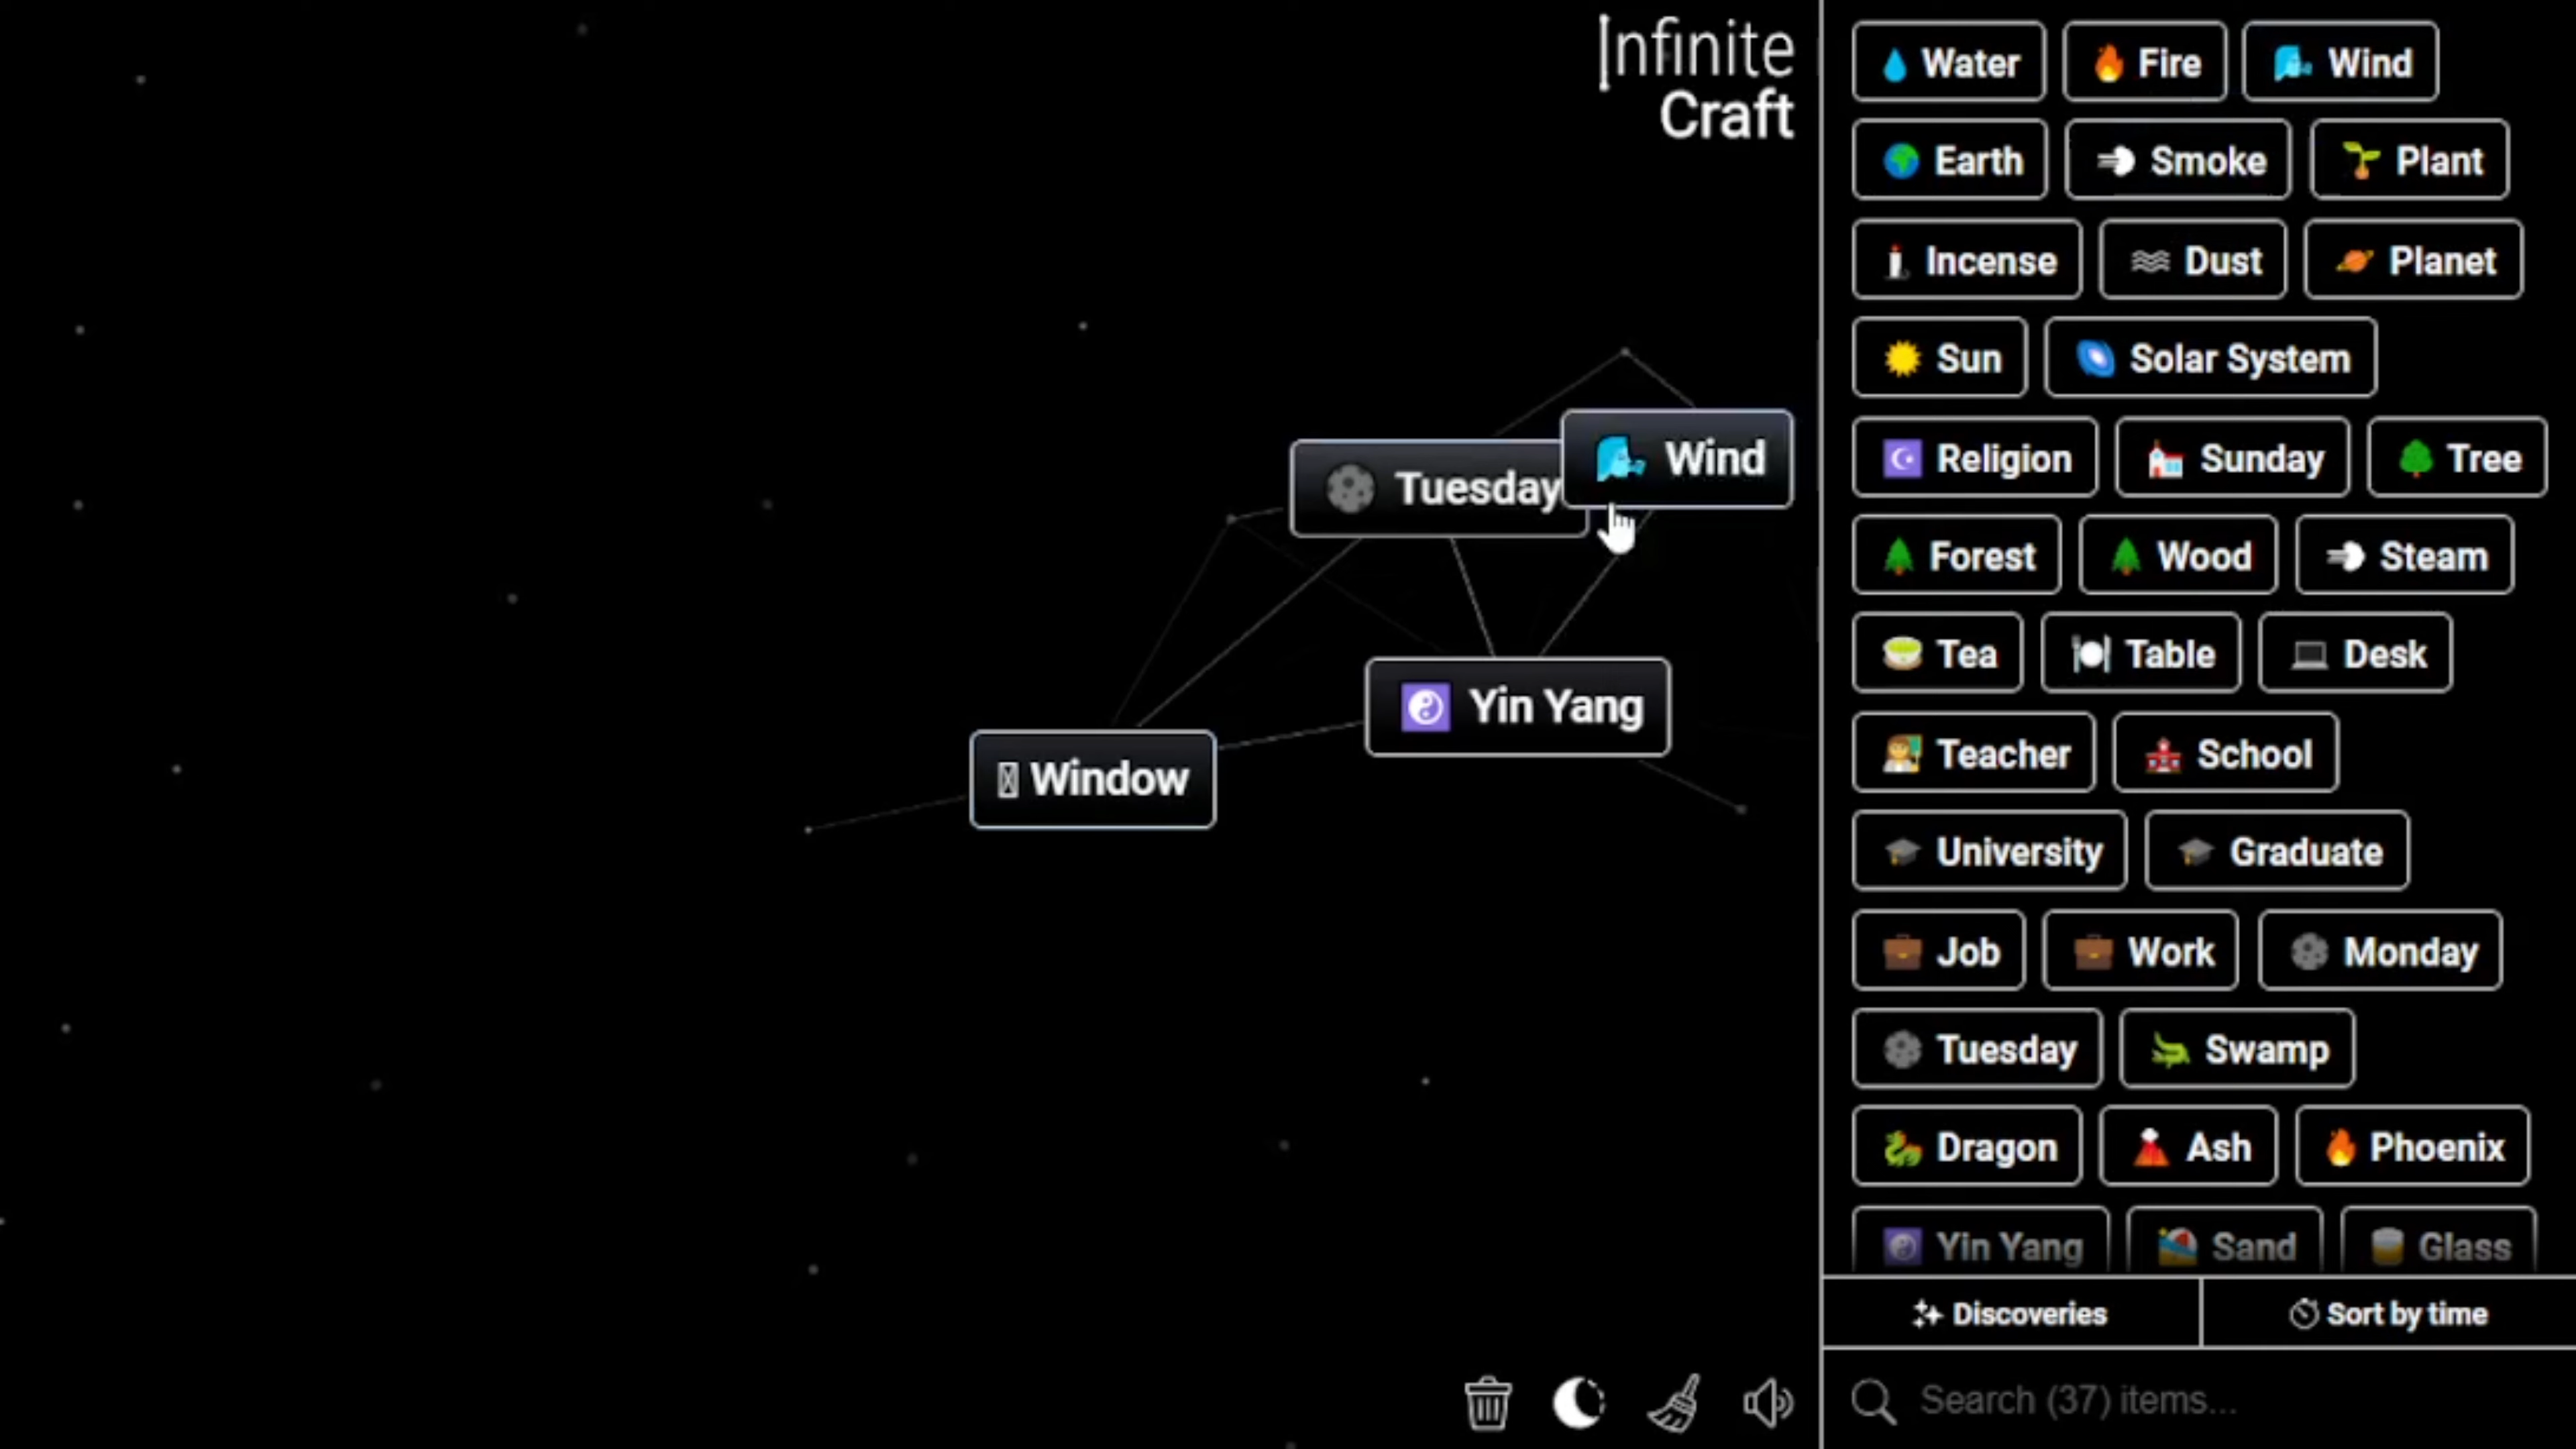 Infinite
Craft
Tuesday
Wind
Yin Yang
Window
Water Fire Wind
Earth Smoke Plant
Incense Dust Planet
Sun Solar System
Religion Sunday Tree
Forest Wood Steam
Tea Table Desk
Teacher School
University Graduate
Job Work Monday
Tuesday Swamp
Dragon Ash Phoenix
Yin Yang Sand Glass
Discoveries Sort by time
Search (37) items...